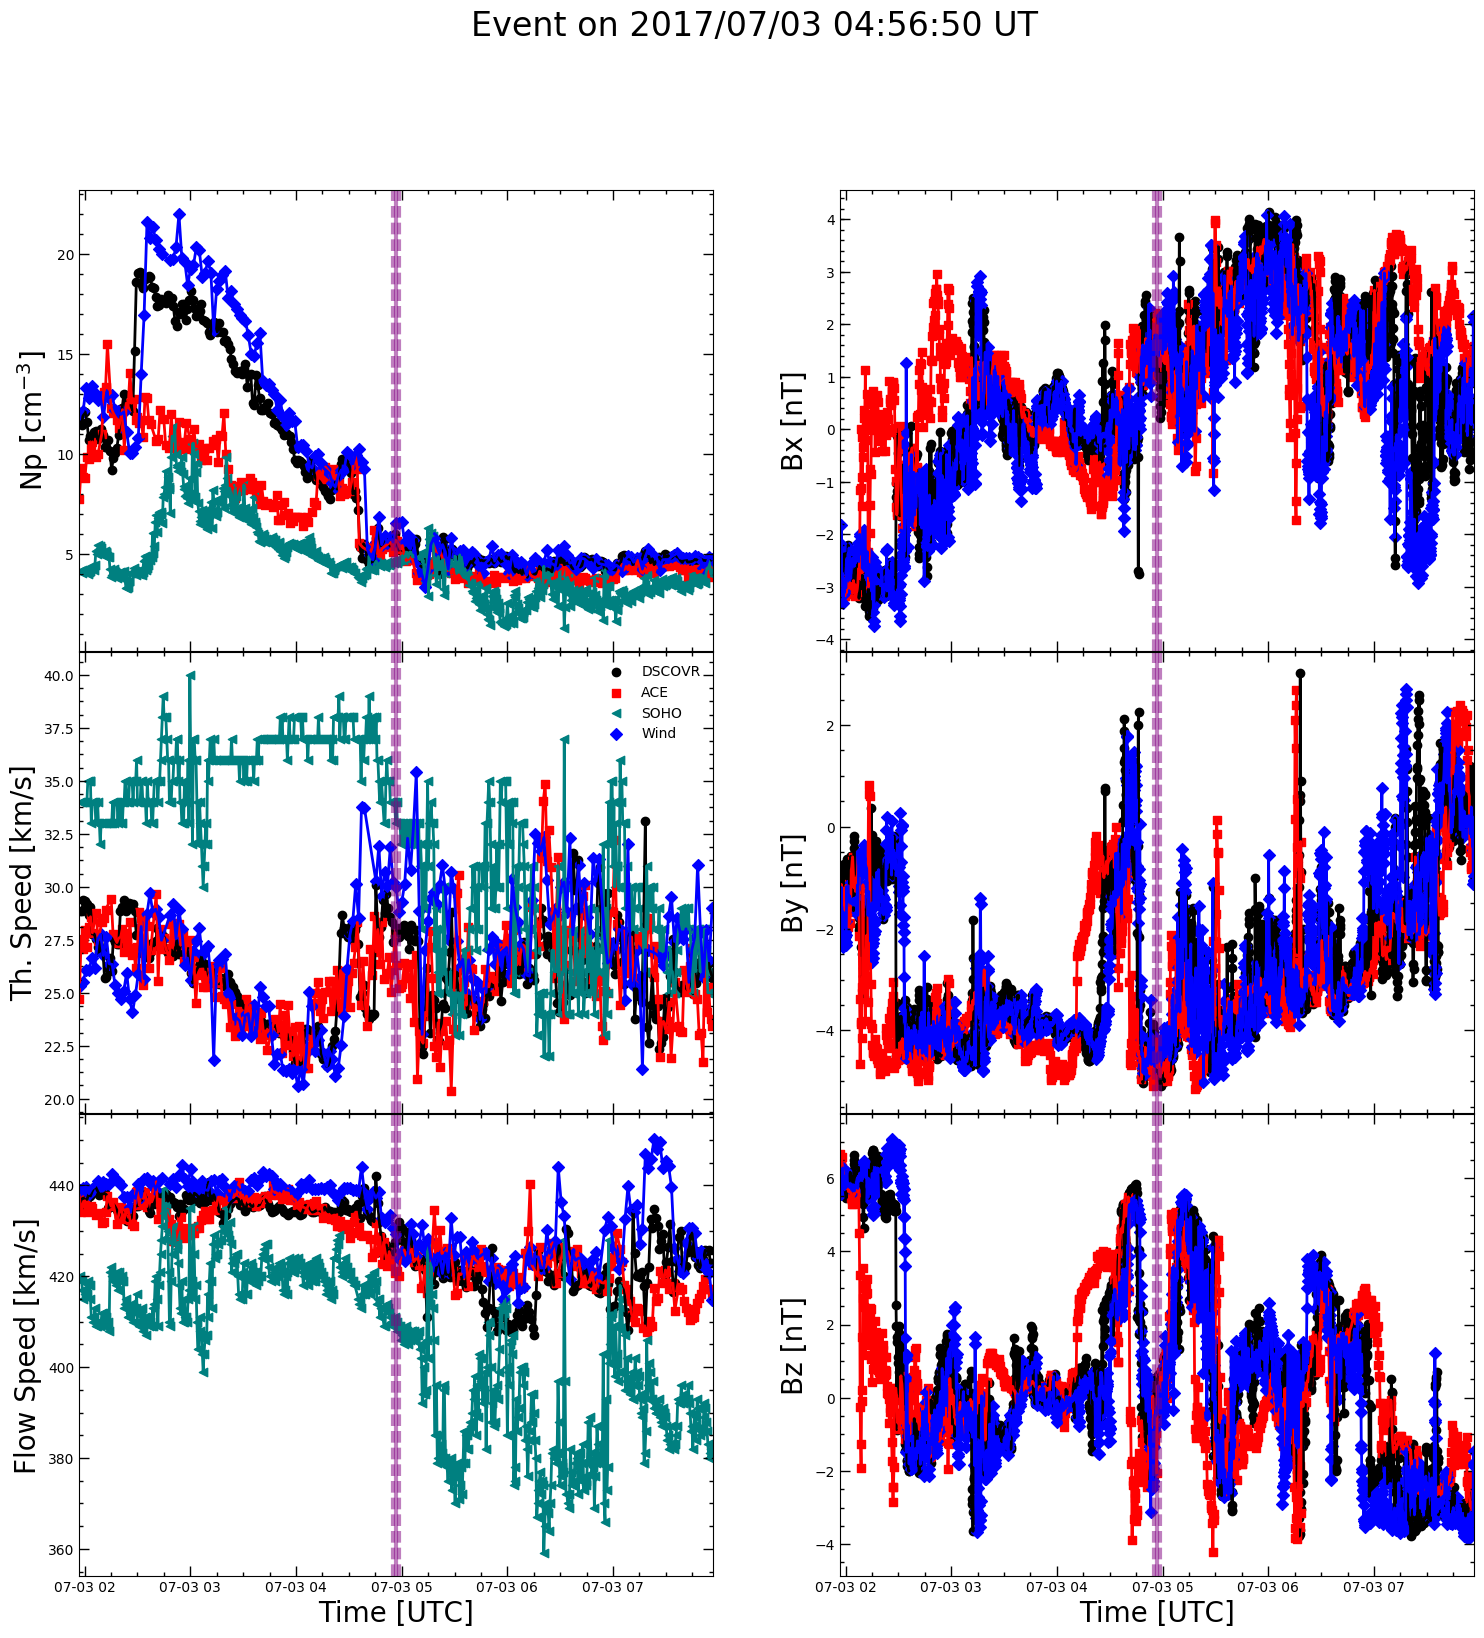 Event on 2017/07/03 04:56:50 UT
Np [cm⁻³]
20
15
10
5
Bx [nT]
4
3
2
1
0
−1
−2
−3
−4
Th. Speed [km/s]
40.0
37.5
35.0
32.5
30.0
27.5
25.0
22.5
20.0
DSCOVR
ACE
SOHO
Wind
By [nT]
2
0
−2
−4
Flow Speed [km/s]
440
420
400
380
360
07-03 02 07-03 03 07-03 04 07-03 05 07-03 06 07-03 07
Time [UTC]
Bz [nT]
6
4
2
0
−2
−4
07-03 02 07-03 03 07-03 04 07-03 05 07-03 06 07-03 07
Time [UTC]